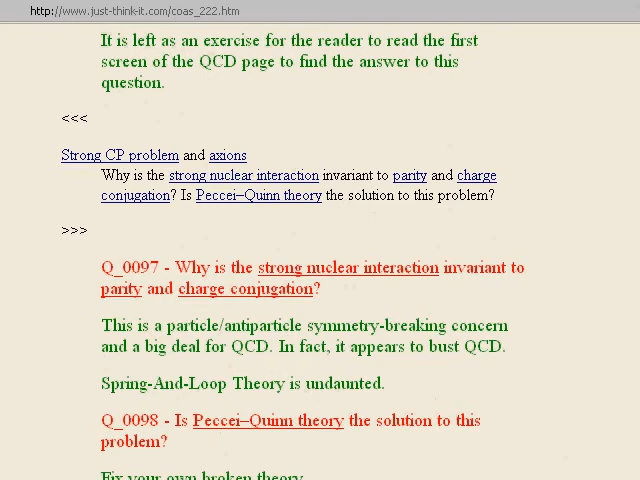 http://www.just-think-it.com/coas_222.htm
It is left as an exercise for the reader to read the first
screen of the QCD page to find the answer to this
question.
<<<
Strong CP problem and axions
Why is the strong nuclear interaction invariant to parity and charge
conjugation? Is Peccei–Quinn theory the solution to this problem?
>>>
Q_0097 - Why is the strong nuclear interaction invariant to
parity and charge conjugation?
This is a particle/antiparticle symmetry-breaking concern
and a big deal for QCD. In fact, it appears to bust QCD.
Spring-And-Loop Theory is undaunted.
Q_0098 - Is Peccei–Quinn theory the solution to this
problem?
Fix your own broken theory